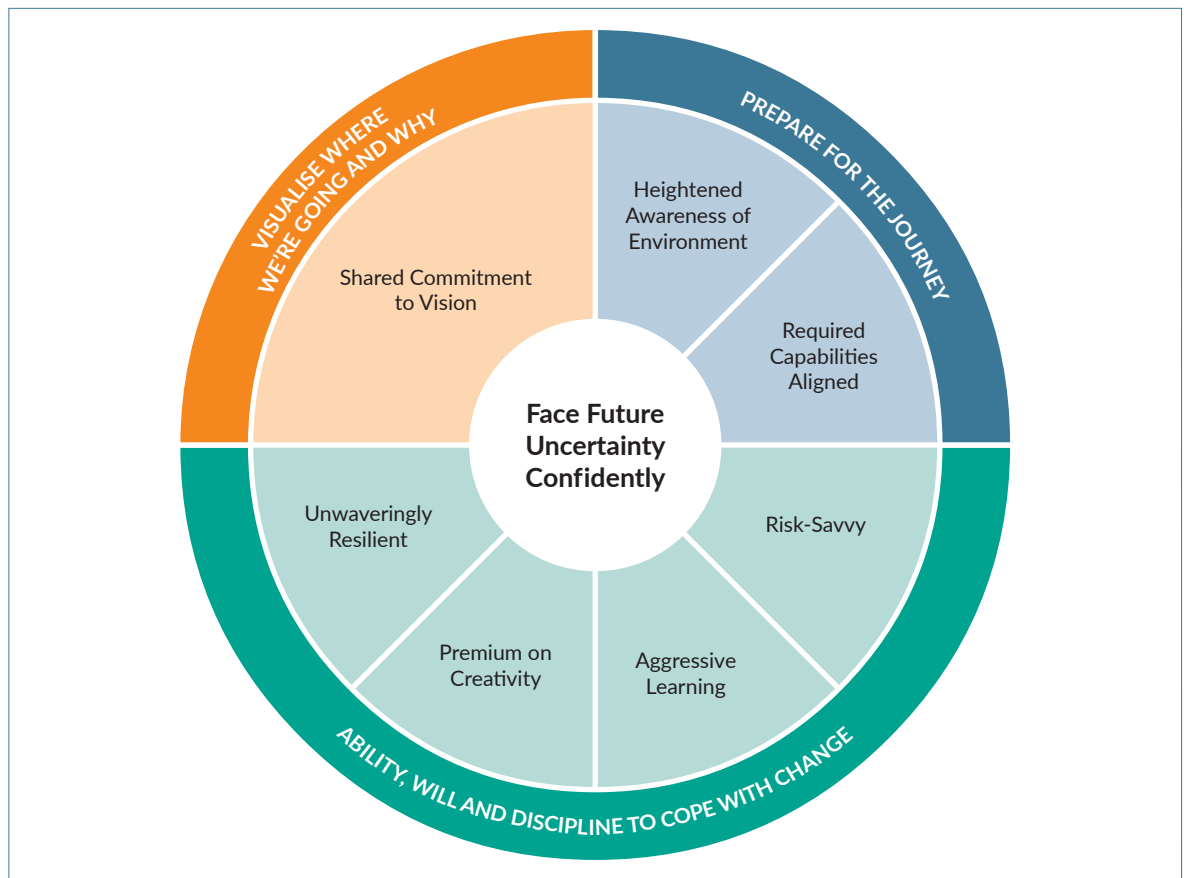 VISUALISE WHERE
WE'RE GOING AND WHY
PREPARE FOR THE JOURNEY
Heightened
Awareness of
Environment
Shared Commitment
to Vision
Required
Capabilities
Aligned
Face Future
Uncertainty
Confidently
Unwaveringly
Resilient
Risk-Savvy
Premium on
Creativity
Aggressive
Learning
ABILITY, WILL AND DISCIPLINE TO COPE WITH CHANGE